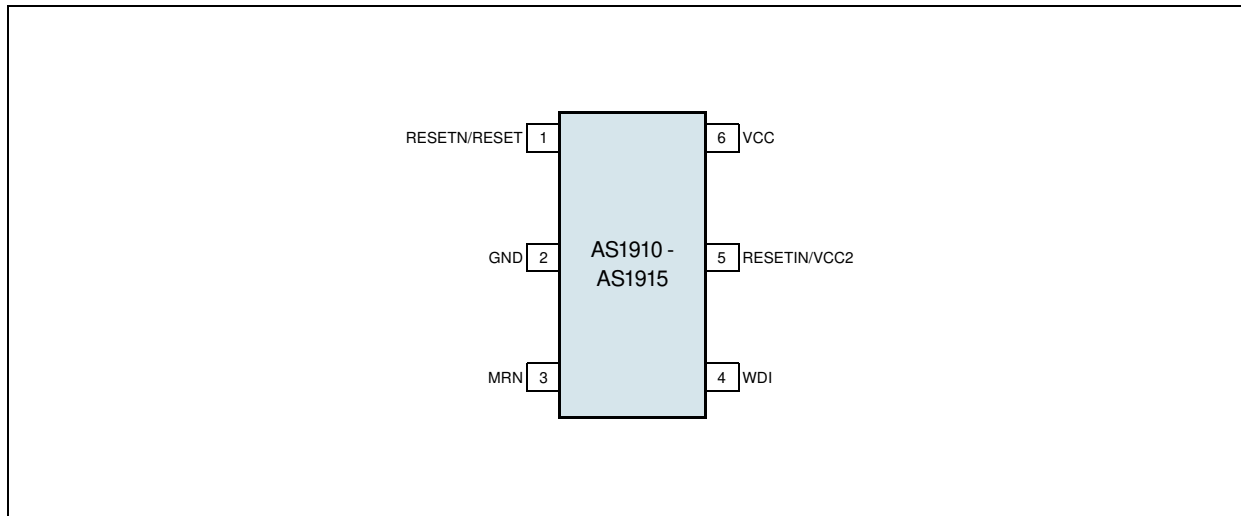 RESETN/RESET 1
6 VCC
GND 2
AS1910 -
AS1915
5 RESETIN/VCC2
MRN 3
4 WDI